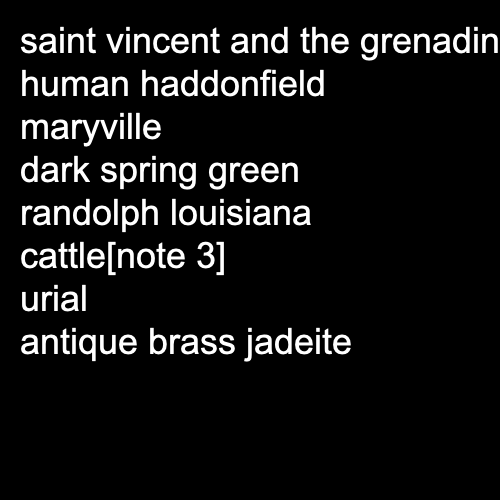 saint vincent and the grenadin
human haddonfield
maryville
dark spring green
randolph louisiana
cattle[note 3]
urial
antique brass jadeite